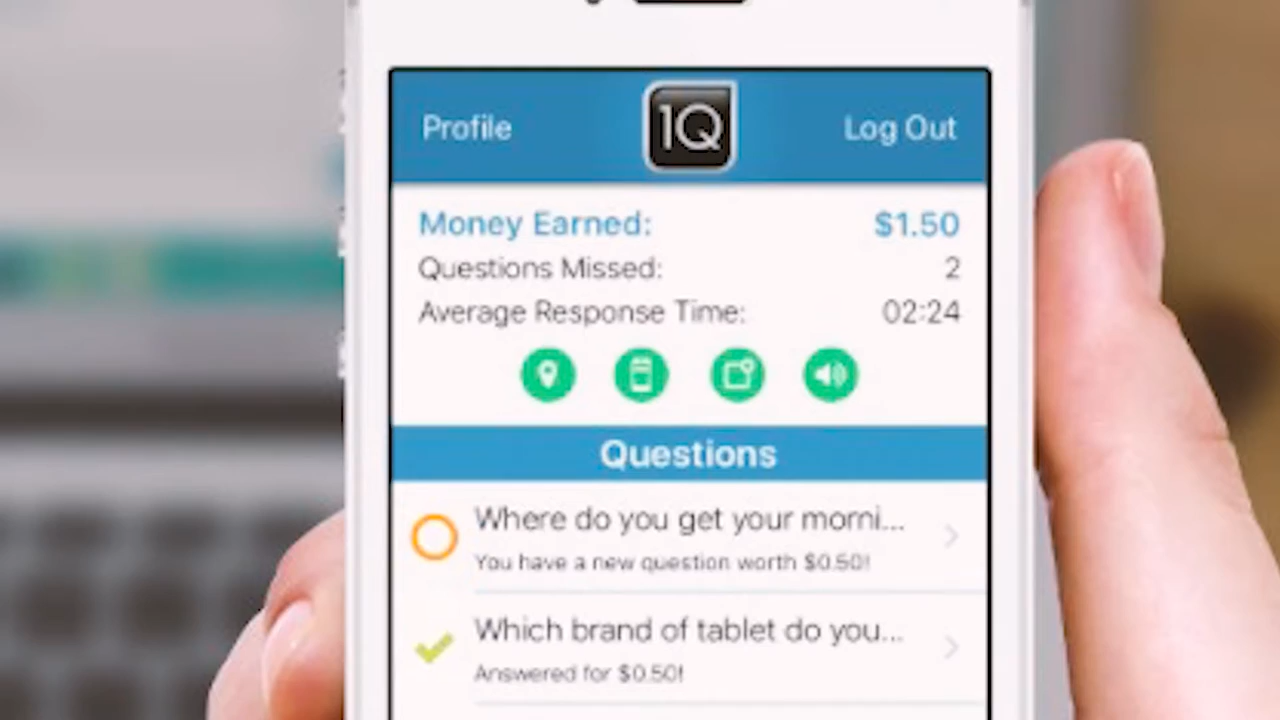 Profile
1Q
Log Out
Money Earned: $1.50
Questions Missed: 2
Average Response Time: 02:24
Questions
Where do you get your morni...
You have a new question worth $0.50!
Which brand of tablet do you...
Answered for $0.50!